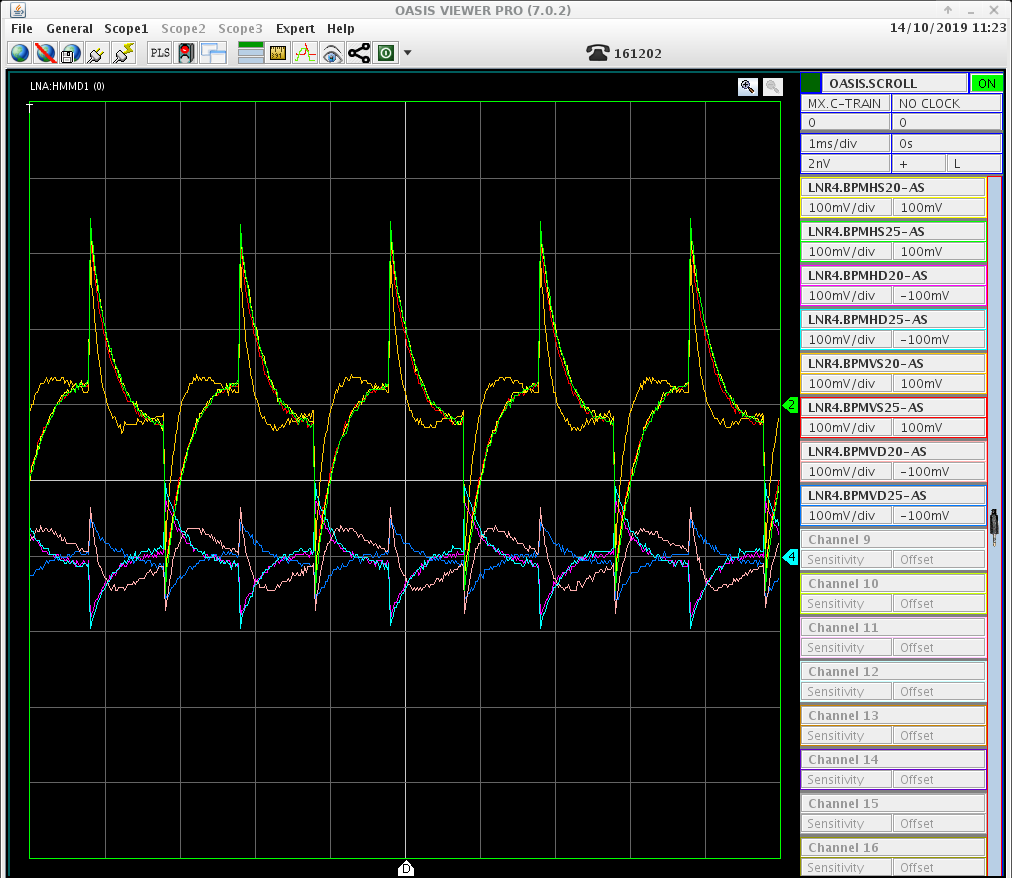 OASIS VIEWER PRO (7.0.2)
File General Scope1 Scope2 Scope3 Expert Help 14/10/2019 11:23
PLS 161202
LNA:HMMD1 (0)
OASIS.SCROLL ON
MX.C-TRAIN NO CLOCK
0 0
1ms/div 0s
2nV + L
LNR4.BPMHS20-AS
100mV/div 100mV
LNR4.BPMHS25-AS
100mV/div 100mV
LNR4.BPMHD20-AS
100mV/div -100mV
LNR4.BPMHD25-AS
100mV/div -100mV
LNR4.BPMVS20-AS
100mV/div 100mV
2
LNR4.BPMVS25-AS
100mV/div 100mV
LNR4.BPMVD20-AS
100mV/div -100mV
LNR4.BPMVD25-AS
100mV/div -100mV
Channel 9
4
Sensitivity Offset
Channel 10
Sensitivity Offset
Channel 11
Sensitivity Offset
Channel 12
Sensitivity Offset
Channel 13
Sensitivity Offset
Channel 14
Sensitivity Offset
Channel 15
Sensitivity Offset
Channel 16
Sensitivity Offset
D